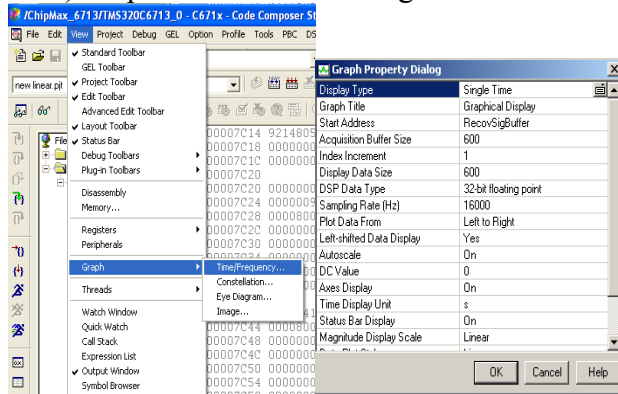 /ChipMax_6713/TMS320C6713_0 - C671x - Code Composer St
File Edit View Project Debug GEL Option Profile Tools PBC DS
new linear.pjt
File
Standard Toolbar
GEL Toolbar
Project Toolbar
Edit Toolbar
Advanced Edit Toolbar
Layout Toolbar
Status Bar
Debug Toolbars
Plug-in Toolbars
Disassembly
Memory...
Registers
Peripherals
Graph
Threads
Watch Window
Quick Watch
Call Stack
Expression List
Output Window
Symbol Browser
Time/Frequency...
Constellation...
Eye Diagram...
Image...
00007C14 9214805
00007C18 0000000
00007C1C 0000000
00007C20
00007C20 0000000
00007C24 0000009
00007C28 0000800
00007C2C 0000000
00007C30 0000000
00007C44 0000800
00007C48 0000000
00007C4C 0000000
00007C50 0000000
00007C54 0000000
Graph Property Dialog
Display Type Single Time
Graph Title Graphical Display
Start Address RecovSigBuffer
Acquisition Buffer Size 600
Index Increment 1
Display Data Size 600
DSP Data Type 32-bit floating point
Sampling Rate (Hz) 16000
Plot Data From Left to Right
Left-shifted Data Display Yes
Autoscale On
DC Value 0
Axes Display On
Time Display Unit s
Status Bar Display On
Magnitude Display Scale Linear
OK Cancel Help